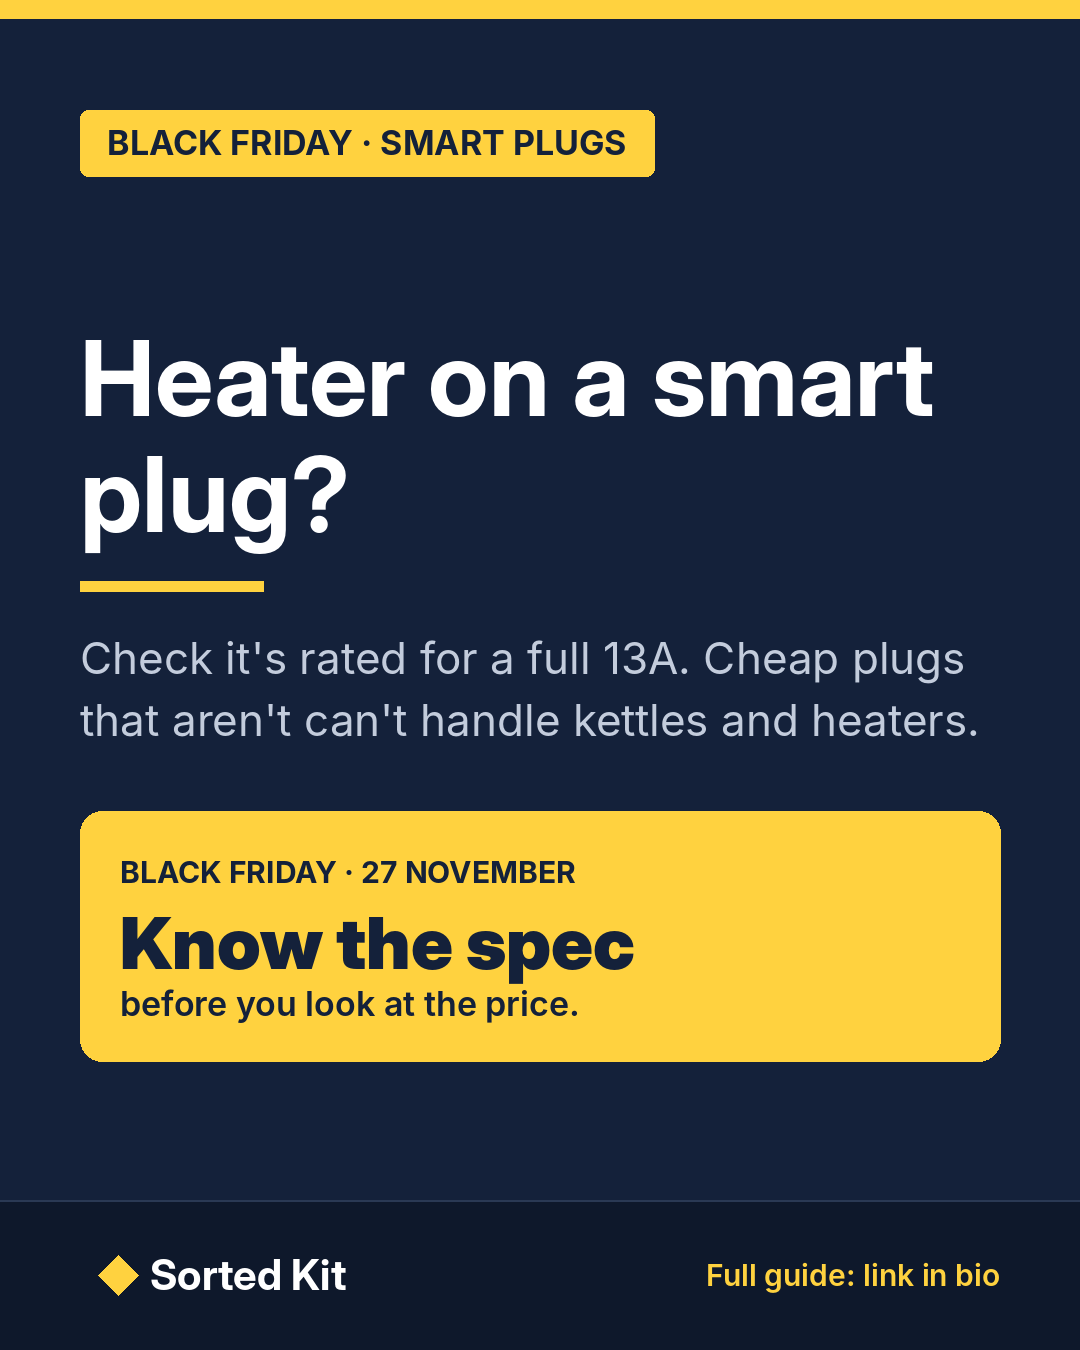 BLACK FRIDAY · SMART PLUGS
Heater on a smart
plug?
Check it's rated for a full 13A. Cheap plugs
that aren't can't handle kettles and heaters.
BLACK FRIDAY · 27 NOVEMBER
Know the spec
before you look at the price.
Sorted Kit
Full guide: link in bio